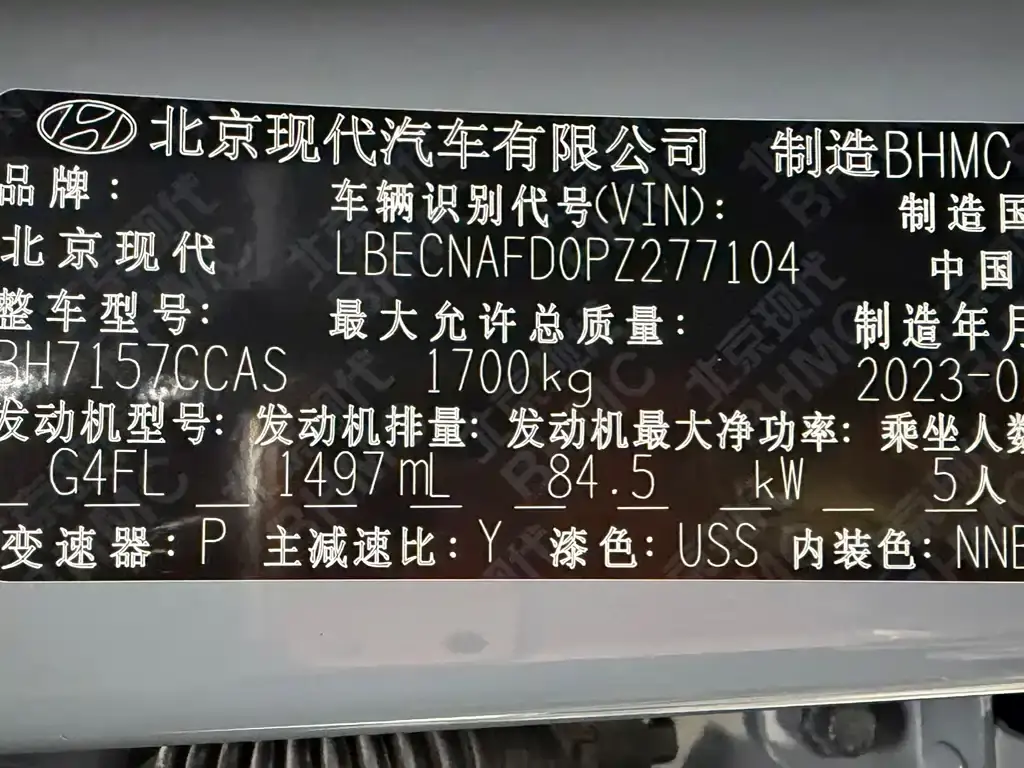 北京现代汽车有限公司 制造BHMC
品牌: 车辆识别代号(VIN): 制造国
北京现代 LBECNAFD0PZ277104 中国
整车型号: 最大允许总质量: 制造年月
BH7157CCAS 1700kg 2023-0
发动机型号: 发动机排量: 发动机最大净功率: 乘坐人数
G4FL 1497mL 84.5 kW 5人
变速器: P 主减速比: Y 漆色: USS 内装色: NNB